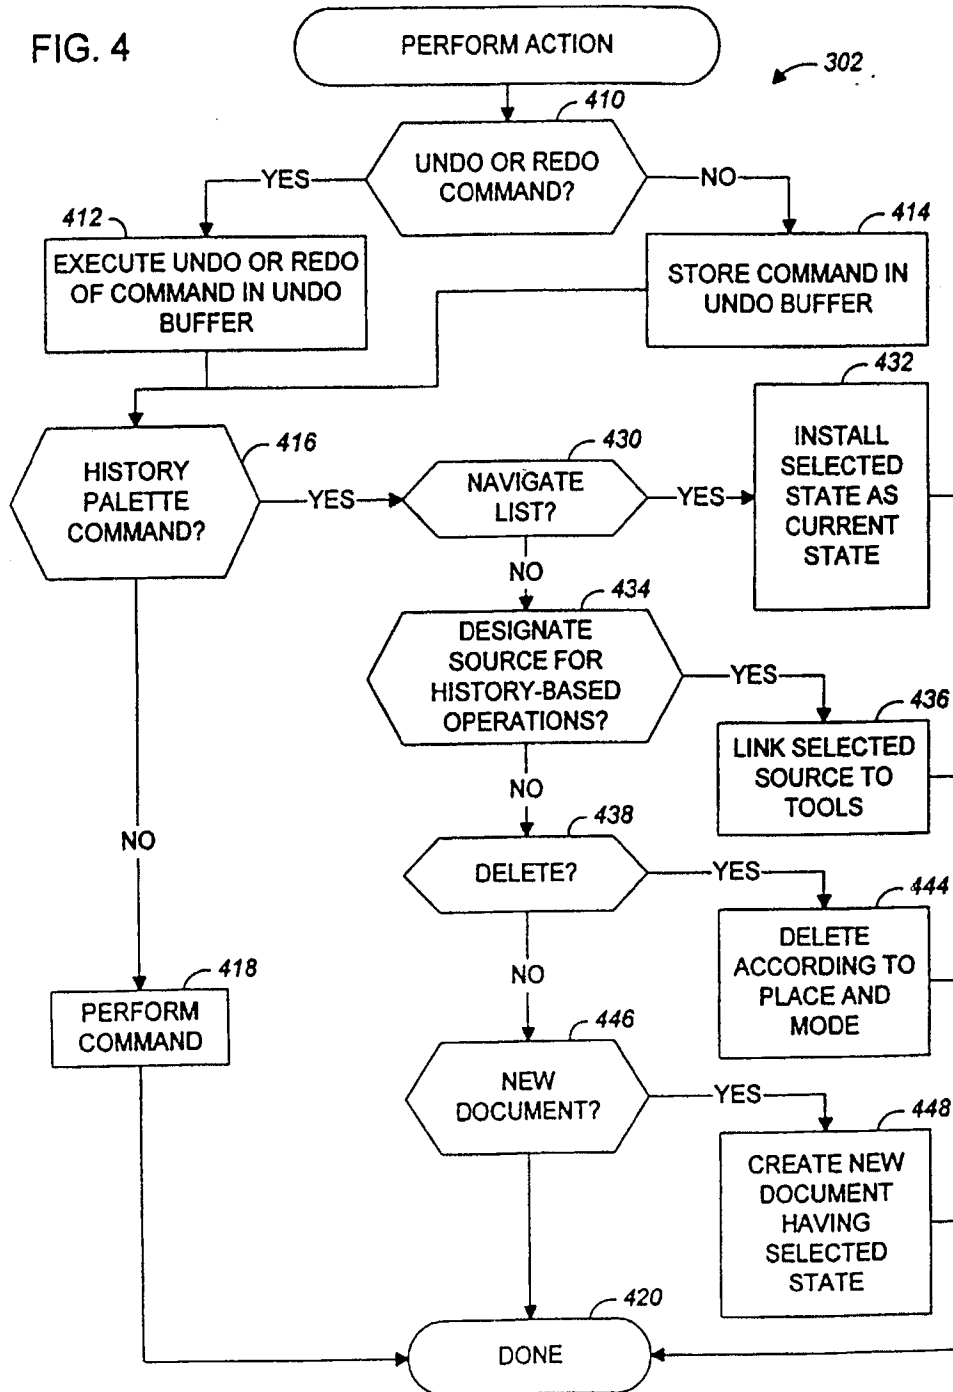 FIG. 4
PERFORM ACTION
302
410
UNDO OR REDO
COMMAND?
YES
NO
412
EXECUTE UNDO OR REDO
OF COMMAND IN UNDO
BUFFER
414
STORE COMMAND IN
UNDO BUFFER
416
HISTORY
PALETTE
COMMAND?
YES
430
NAVIGATE
LIST?
YES
432
INSTALL
SELECTED
STATE AS
CURRENT
STATE
NO
434
DESIGNATE
SOURCE FOR
HISTORY-BASED
OPERATIONS?
YES
436
LINK SELECTED
SOURCE TO
TOOLS
NO
NO
438
DELETE?
YES
444
DELETE
ACCORDING TO
PLACE AND
MODE
NO
418
PERFORM
COMMAND
446
NEW
DOCUMENT?
YES
448
CREATE NEW
DOCUMENT
HAVING
SELECTED
STATE
420
DONE